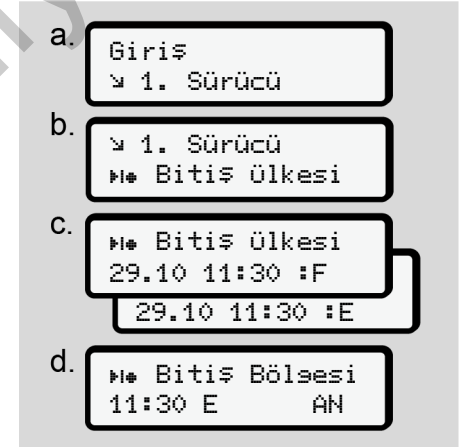 a.
Giriş
⇘ 1. Sürücü
b.
⇘ 1. Sürücü
Bitiş ülkesi
c.
Bitiş ülkesi
29.10 11:30 :F
29.10 11:30 :E
d.
Bitiş Bölgesi
11:30 E AN